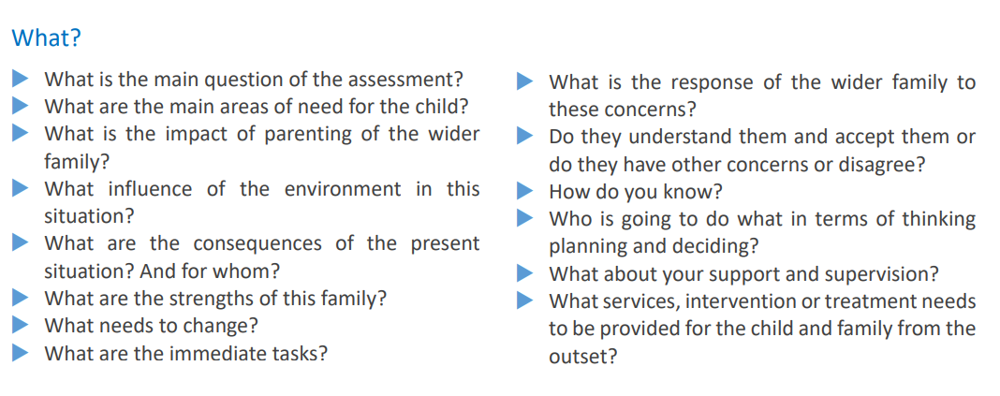 What?
What is the main question of the assessment?
What are the main areas of need for the child?
What is the impact of parenting of the wider
family?
What influence of the environment in this
situation?
What are the consequences of the present
situation? And for whom?
What are the strengths of this family?
What needs to change?
What are the immediate tasks?
What is the response of the wider family to
these concerns?
Do they understand them and accept them or
do they have other concerns or disagree?
How do you know?
Who is going to do what in terms of thinking
planning and deciding?
What about your support and supervision?
What services, intervention or treatment needs
to be provided for the child and family from the
outset?